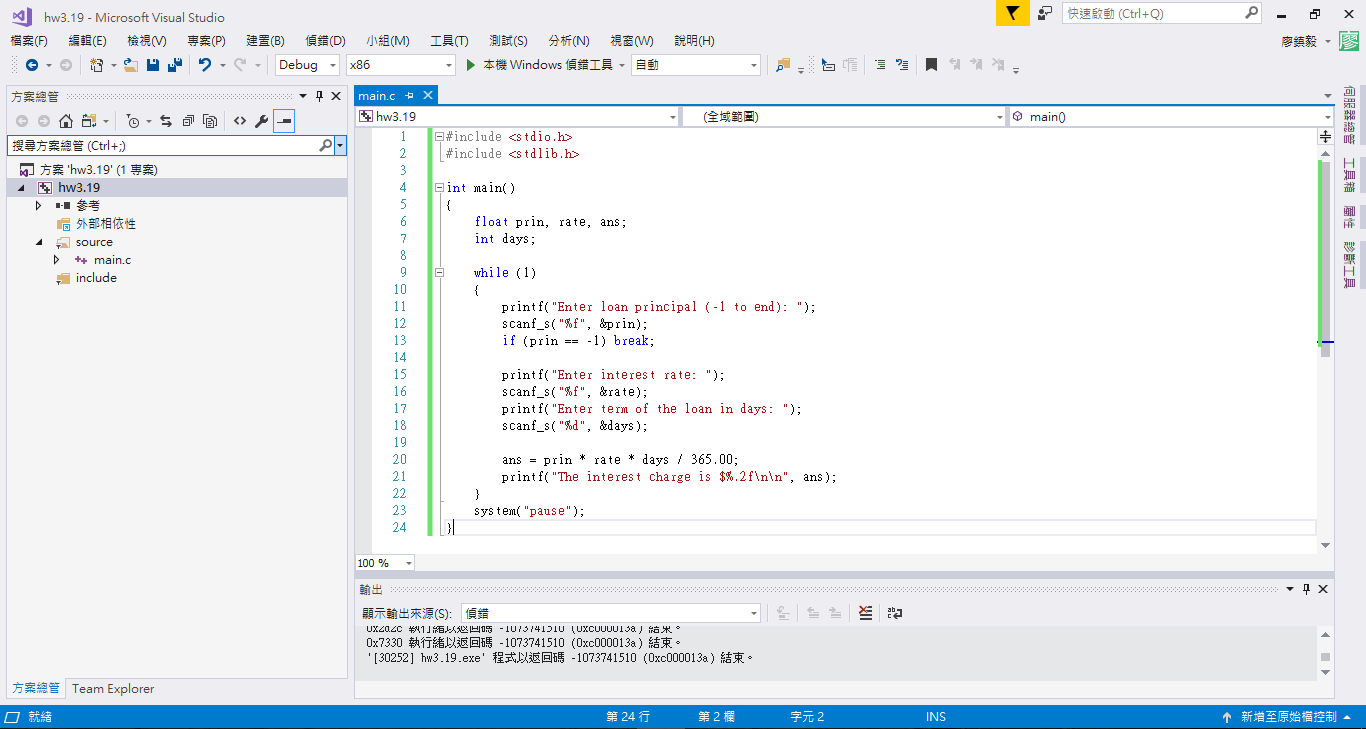 hw3.19 - Microsoft Visual Studio
快速啟動 (Ctrl+Q)
檔案(F) 編輯(E) 檢視(V) 專案(P) 建置(B) 偵錯(D) 小組(M) 工具(T) 測試(S) 分析(N) 視窗(W) 說明(H)
Debug x86 本機 Windows 偵錯工具 自動
方案總管
搜尋方案總管 (Ctrl+;)
方案 'hw3.19' (1 專案)
hw3.19
參考
外部相依性
source
main.c
include
方案總管 Team Explorer
main.c
hw3.19 (全域範圍) main()
1 #include <stdio.h>
2 #include <stdlib.h>
3
4 int main()
5 {
6 float prin, rate, ans;
7 int days;
8
9 while (1)
10 {
11 printf("Enter loan principal (-1 to end): ");
12 scanf_s("%f", &prin);
13 if (prin == -1) break;
14
15 printf("Enter interest rate: ");
16 scanf_s("%f", &rate);
17 printf("Enter term of the loan in days: ");
18 scanf_s("%d", &days);
19
20 ans = prin * rate * days / 365.00;
21 printf("The interest charge is $%.2f\n\n", ans);
22 }
23 system("pause");
24 }
100 %
輸出
顯示輸出來源(S): 偵錯
0x2d2c 執行緒以返回碼 -1073741510 (0xc000013a) 結束。
0x7330 執行緒以返回碼 -1073741510 (0xc000013a) 結束。
'[30252] hw3.19.exe' 程式以返回碼 -1073741510 (0xc000013a) 結束。
伺服器總管
工具箱
屬性
診斷工具
就緒 第 24 行 第 2 欄 字元 2 INS 新增至原始檔控制